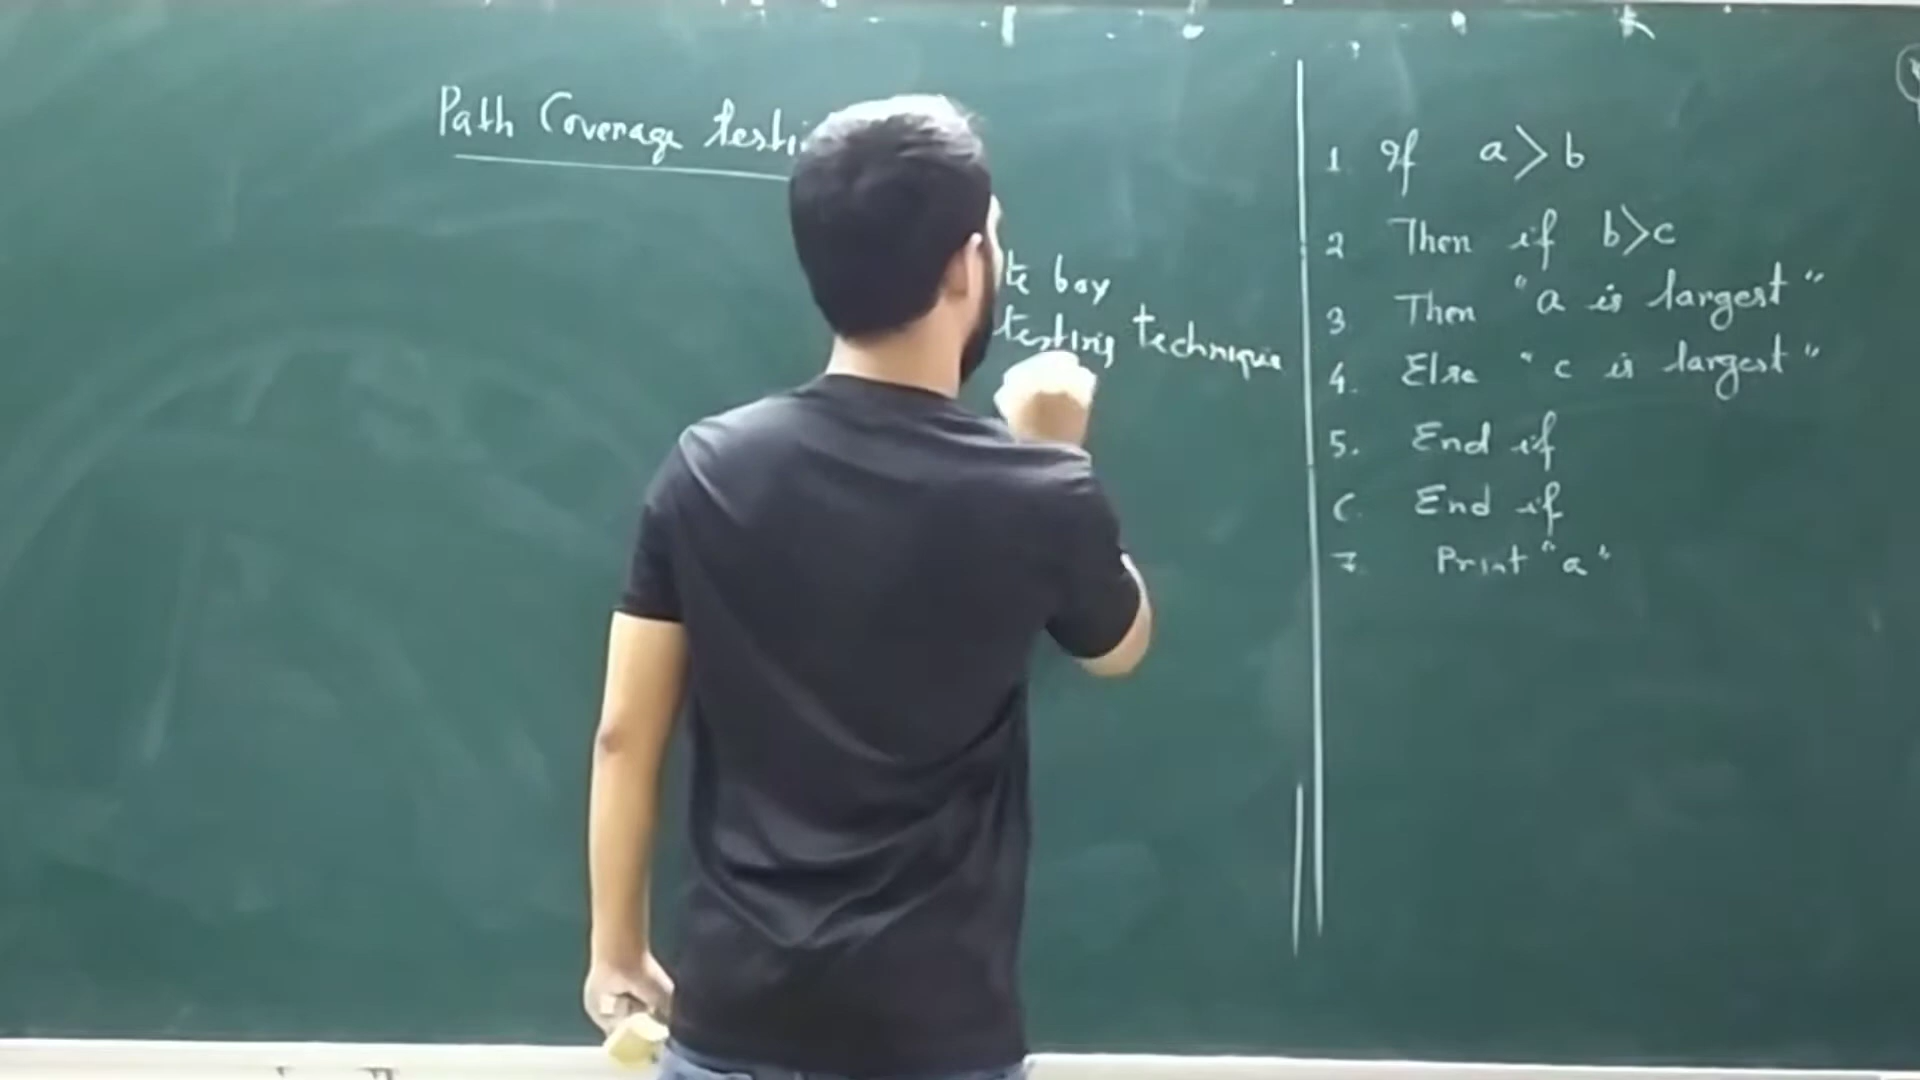 Path Coverage testi
te box
testing technique
1 If a > b
2 Then if b>c
3 Then "a is largest"
4. Else "c is largest"
5. End if
6. End if
7. Print "a"